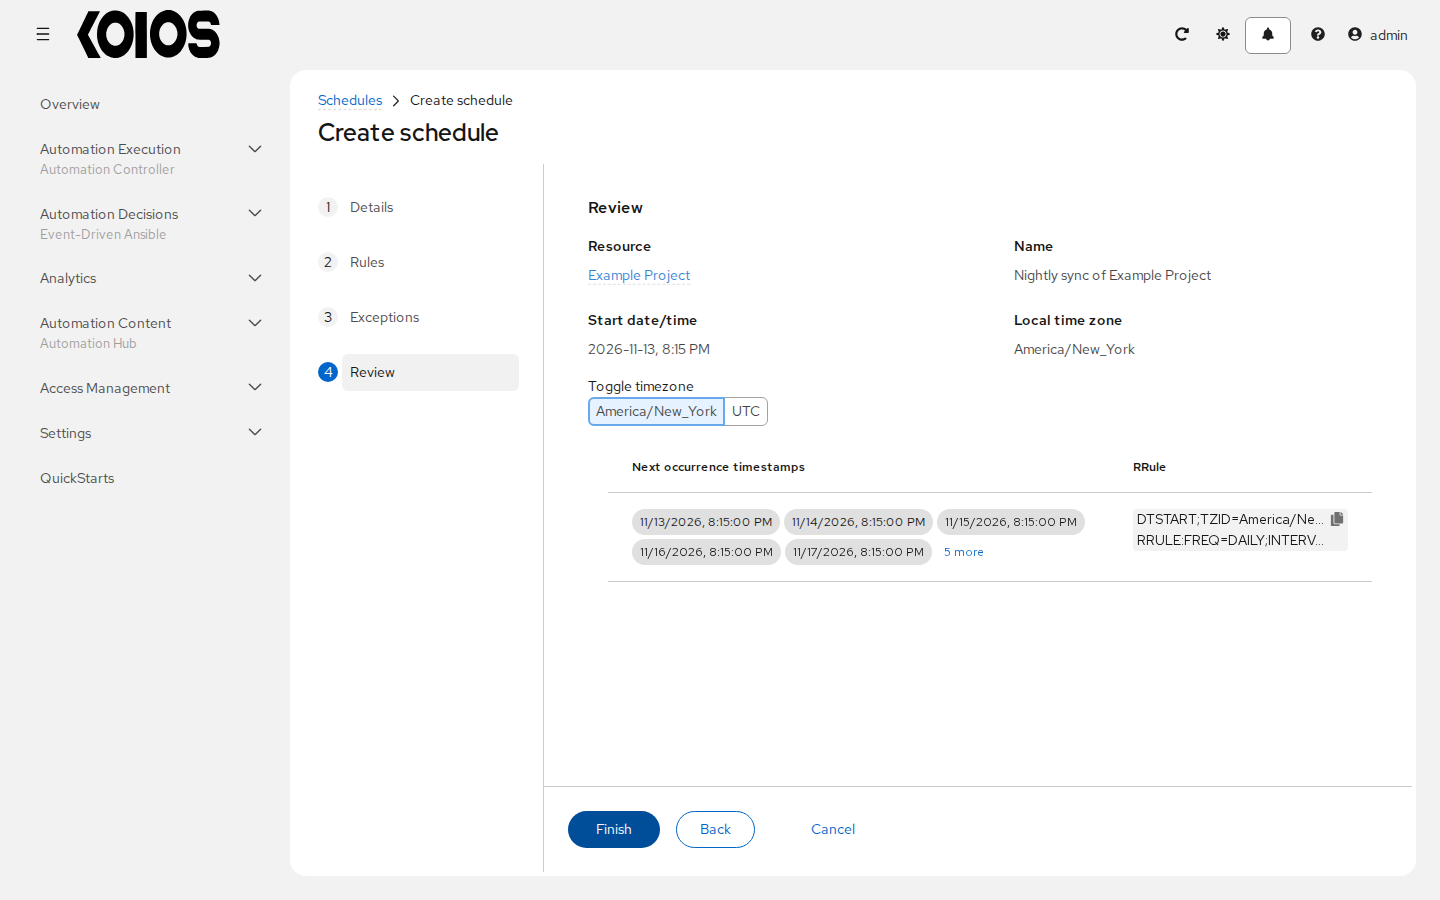 KOIOS
admin
Overview
Automation Execution
Automation Controller
Automation Decisions
Event-Driven Ansible
Analytics
Automation Content
Automation Hub
Access Management
Settings
QuickStarts
Schedules > Create schedule
Create schedule
1 Details
2 Rules
3 Exceptions
4 Review
Review
Resource
Example Project
Name
Nightly sync of Example Project
Start date/time
2026-11-13, 8:15 PM
Local time zone
America/New_York
Toggle timezone
America/New_York UTC
Next occurrence timestamps RRule
11/13/2026, 8:15:00 PM 11/14/2026, 8:15:00 PM 11/15/2026, 8:15:00 PM
11/16/2026, 8:15:00 PM 11/17/2026, 8:15:00 PM 5 more
DTSTART;TZID=America/Ne...
RRULE:FREQ=DAILY;INTERV...
Finish Back Cancel